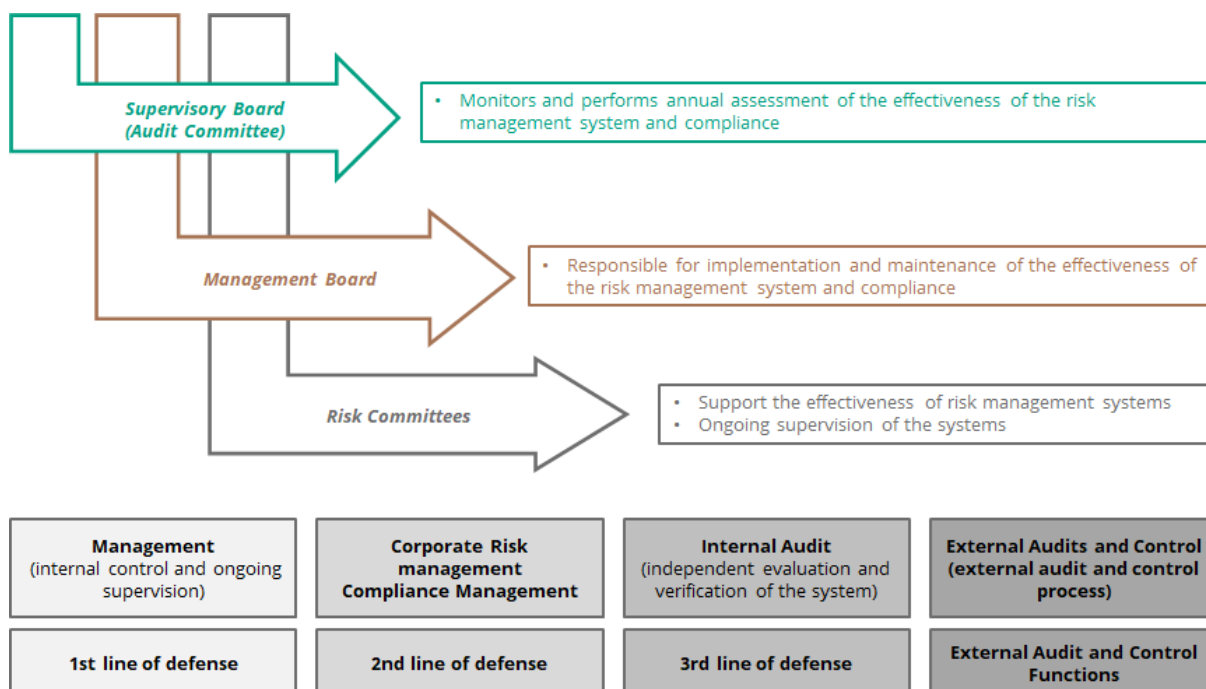 Supervisory Board
(Audit Committee)
• Monitors and performs annual assessment of the effectiveness of the risk
management system and compliance
Management Board
• Responsible for implementation and maintenance of the effectiveness of
the risk management system and compliance
Risk Committees
• Support the effectiveness of risk management systems
• Ongoing supervision of the systems
Management
(internal control and ongoing
supervision)
Corporate Risk
management
Compliance Management
Internal Audit
(independent evaluation and
verification of the system)
External Audits and Control
(external audit and control
process)
1st line of defense
2nd line of defense
3rd line of defense
External Audit and Control
Functions